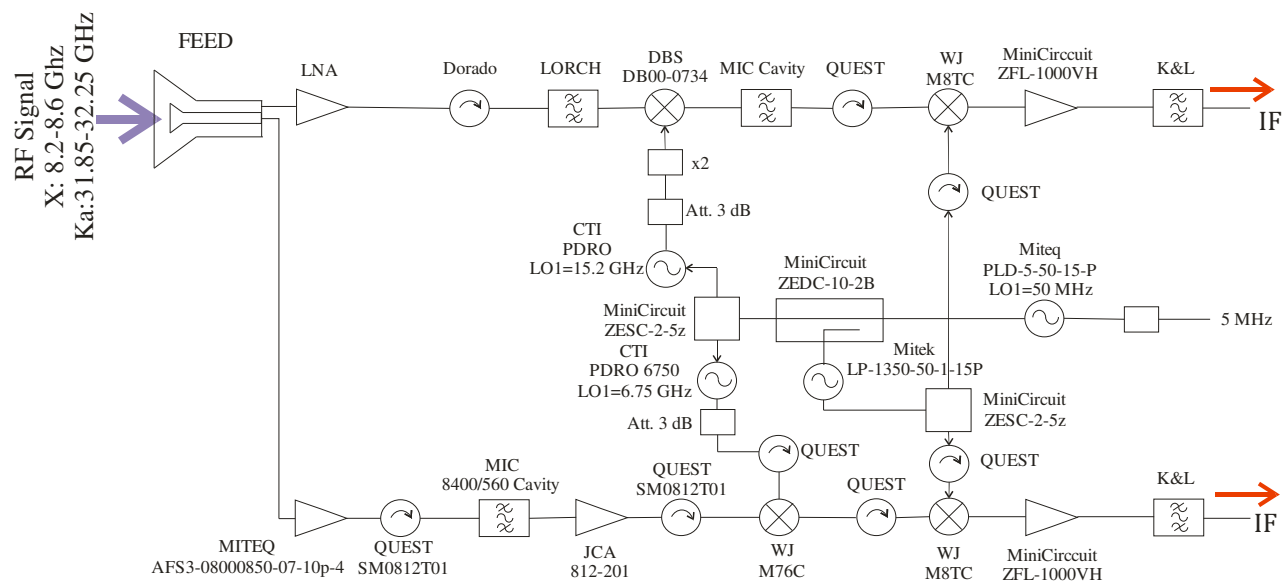 RF Signal
X: 8.2-8.6 Ghz
Ka:31.85-32.25 GHz
FEED
LNA
Dorado
LORCH
DBS
DB00-0734
MIC Cavity
QUEST
WJ
M8TC
MiniCirccuit
ZFL-1000VH
K&L
IF
x2
Att. 3 dB
QUEST
CTI
PDRO
LO1=15.2 GHz
MiniCircuit
ZEDC-10-2B
Miteq
PLD-5-50-15-P
LO1=50 MHz
5 MHz
MiniCircuit
ZESC-2-5z
CTI
PDRO 6750
LO1=6.75 GHz
Mitek
LP-1350-50-1-15P
MiniCircuit
ZESC-2-5z
Att. 3 dB
QUEST
QUEST
MITEQ
AFS3-08000850-07-10p-4
QUEST
SM0812T01
MIC
8400/560 Cavity
JCA
812-201
QUEST
SM0812T01
WJ
M76C
QUEST
WJ
M8TC
MiniCirccuit
ZFL-1000VH
K&L
IF